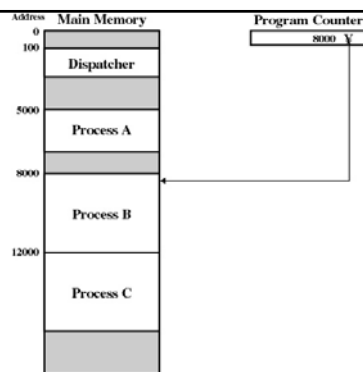 Address Main Memory Program Counter
0
8000
100
Dispatcher
5000
Process A
8000
Process B
12000
Process C